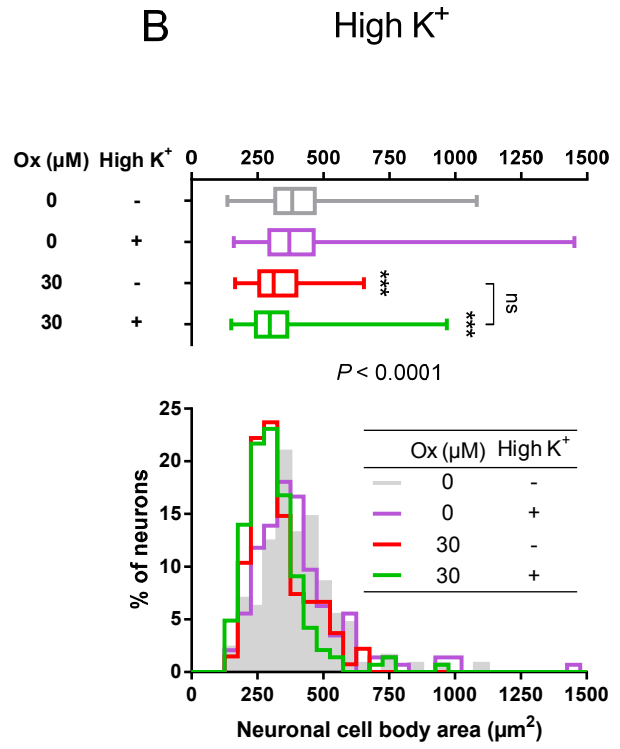 B High K+
Ox (µM) High K+ 0 250 500 750 1000 1250 1500
0 -
0 +
30 - ***
30 + *** ns
P < 0.0001
25
20
15
10
5
0
% of neurons
Ox (µM) High K+
0 -
0 +
30 -
30 +
0 250 500 750 1000 1250 1500
Neuronal cell body area (µm2)